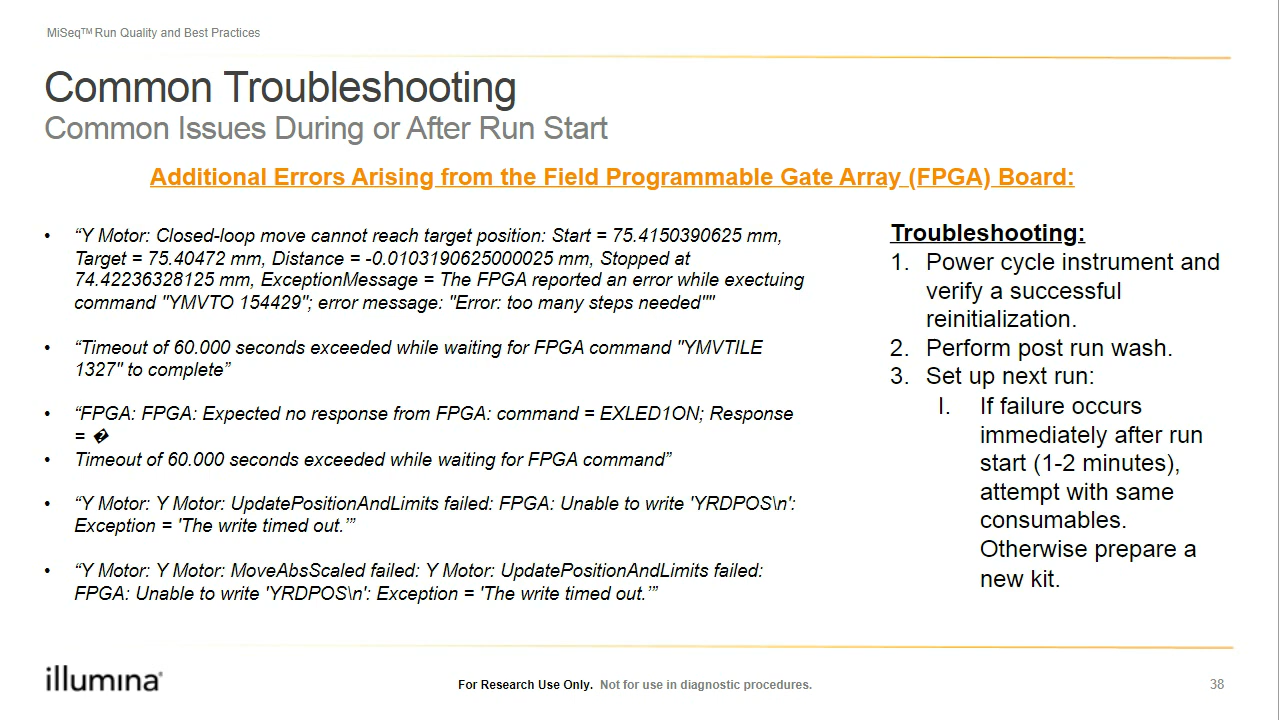 MiSeq™ Run Quality and Best Practices
Common Troubleshooting
Common Issues During or After Run Start
Additional Errors Arising from the Field Programmable Gate Array (FPGA) Board:
• “Y Motor: Closed-loop move cannot reach target position: Start = 75.4150390625 mm,
Target = 75.40472 mm, Distance = -0.0103190625000025 mm, Stopped at
74.42236328125 mm, ExceptionMessage = The FPGA reported an error while exectuing
command "YMVTO 154429"; error message: "Error: too many steps needed""
• “Timeout of 60.000 seconds exceeded while waiting for FPGA command "YMVTILE
1327" to complete”
• “FPGA: FPGA: Expected no response from FPGA: command = EXLED1ON; Response
= �
• Timeout of 60.000 seconds exceeded while waiting for FPGA command”
• “Y Motor: Y Motor: UpdatePositionAndLimits failed: FPGA: Unable to write 'YRDPOS\n':
Exception = 'The write timed out.’”
• “Y Motor: Y Motor: MoveAbsScaled failed: Y Motor: UpdatePositionAndLimits failed:
FPGA: Unable to write 'YRDPOS\n': Exception = 'The write timed out.’”
Troubleshooting:
1. Power cycle instrument and
verify a successful
reinitialization.
2. Perform post run wash.
3. Set up next run:
I. If failure occurs
immediately after run
start (1-2 minutes),
attempt with same
consumables.
Otherwise prepare a
new kit.
illumina®
For Research Use Only. Not for use in diagnostic procedures.
38